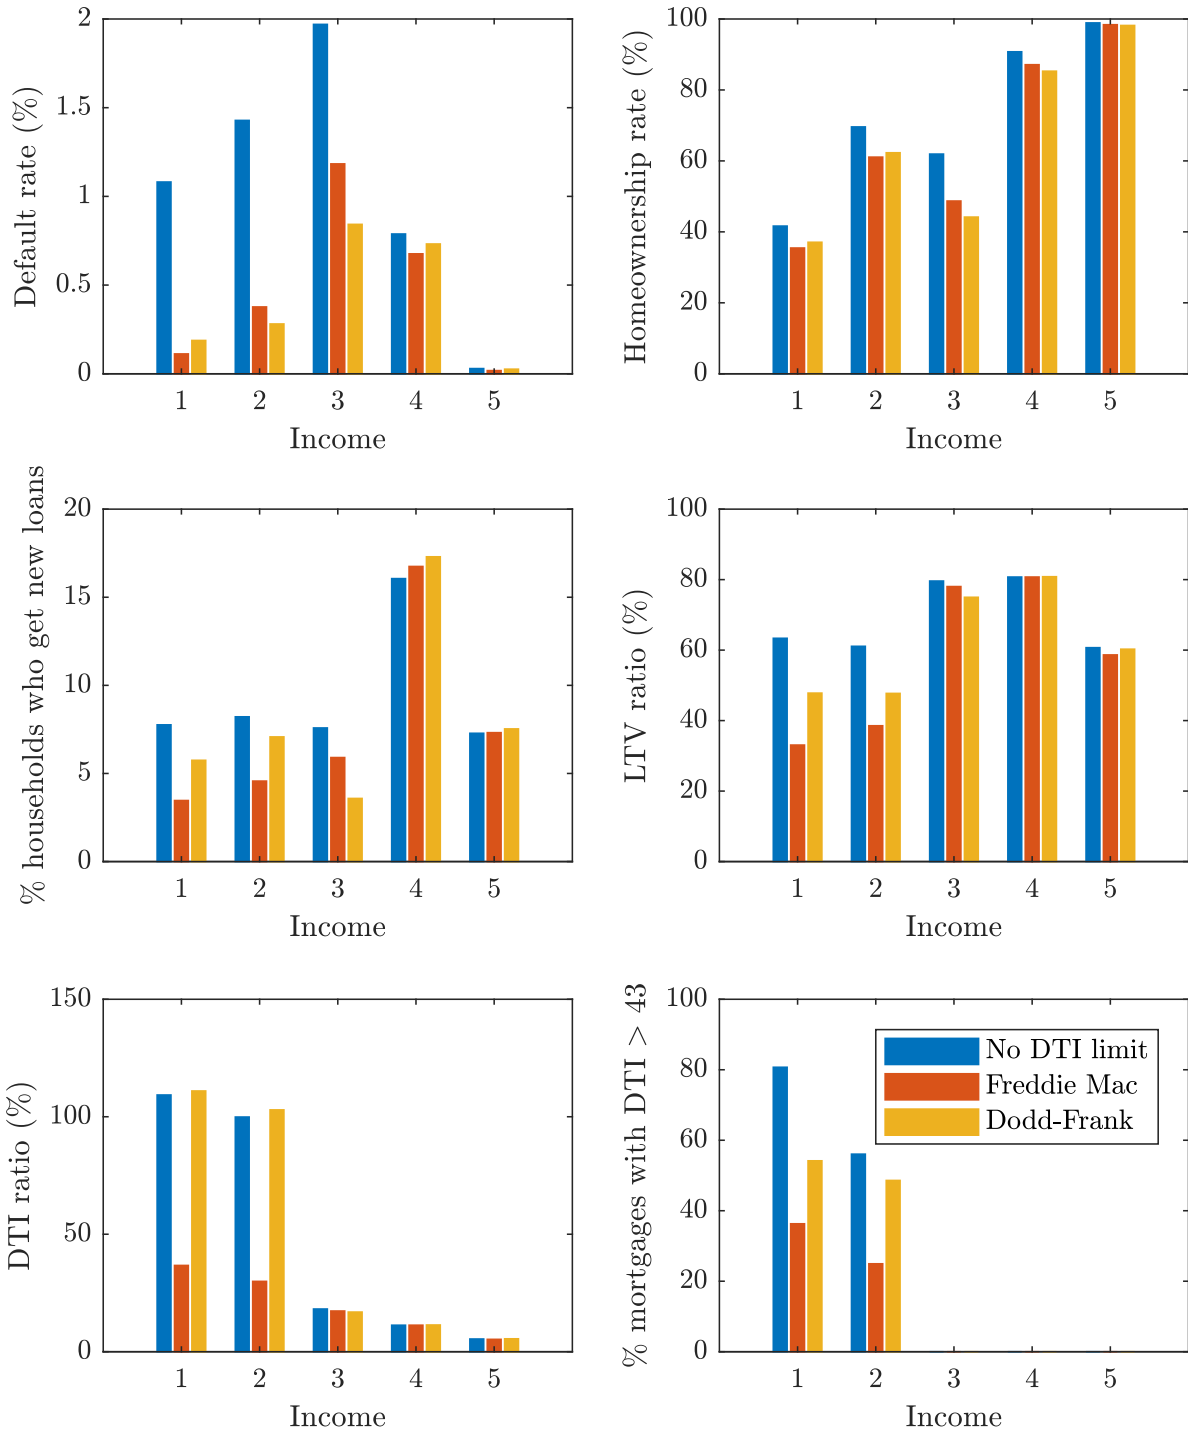 Default rate (%)
2
1.5
1
0.5
0
1 2 3 4 5
Income
Homeownership rate (%)
100
80
60
40
20
0
1 2 3 4 5
Income
% households who get new loans
20
15
10
5
0
1 2 3 4 5
Income
LTV ratio (%)
100
80
60
40
20
0
1 2 3 4 5
Income
DTI ratio (%)
150
100
50
0
1 2 3 4 5
Income
% mortgages with DTI > 43
100
80
60
40
20
0
No DTI limit
Freddie Mac
Dodd-Frank
1 2 3 4 5
Income